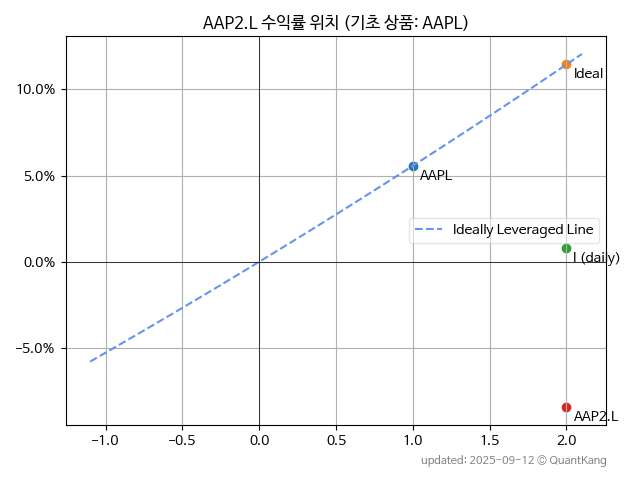 AAP2.L 수익률 위치 (기초 상품: AAPL)
10.0%
5.0%
0.0%
−5.0%
Ideal
AAPL
Ideally Leveraged Line
I (daily)
AAP2.L
−1.0 −0.5 0.0 0.5 1.0 1.5 2.0
updated: 2025-09-12 © QuantKang